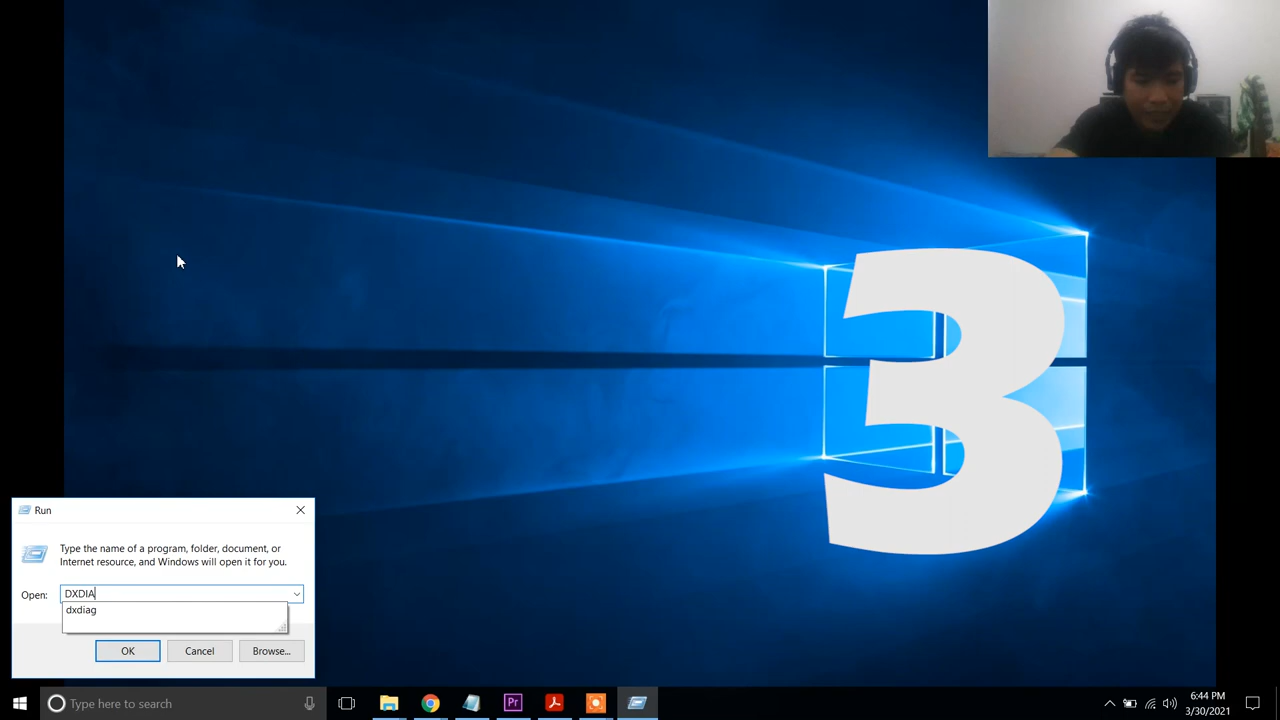 3
Run
Type the name of a program, folder, document, or
Internet resource, and Windows will open it for you.
Open: DXDIA
dxdiag
OK Cancel Browse...
Type here to search
Pr
6:44 PM
3/30/2021